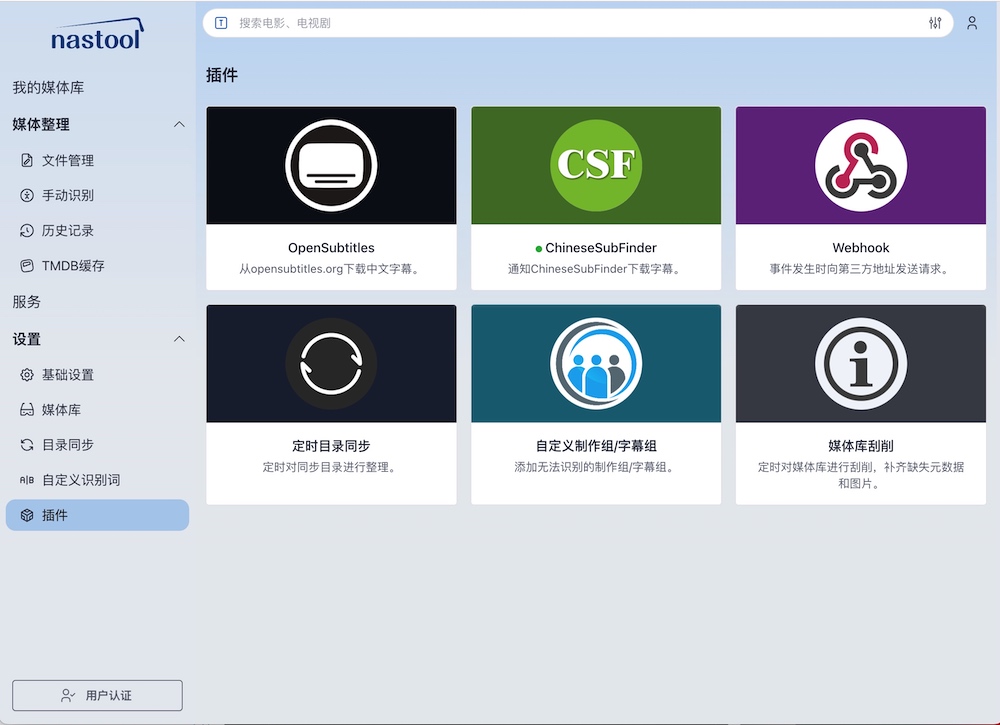 nastool
搜索电影、电视剧
我的媒体库
媒体整理
文件管理
手动识别
历史记录
TMDB缓存
服务
设置
基础设置
媒体库
目录同步
A|B 自定义识别词
插件
用户认证
插件
OpenSubtitles
从opensubtitles.org下载中文字幕。
CSF
ChineseSubFinder
通知ChineseSubFinder下载字幕。
Webhook
事件发生时向第三方地址发送请求。
定时目录同步
定时对同步目录进行整理。
自定义制作组/字幕组
添加无法识别的制作组/字幕组。
媒体库刮削
定时对媒体库进行刮削，补齐缺失元数据
和图片。